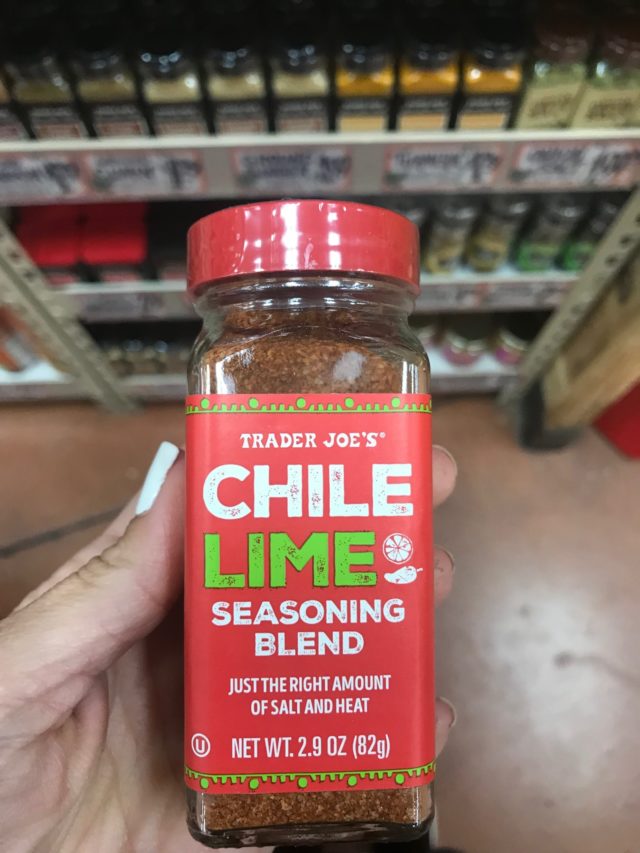 TRADER JOE'S®
CHILE
LIME
SEASONING
BLEND
JUST THE RIGHT AMOUNT
OF SALT AND HEAT
U NET WT. 2.9 OZ (82g)